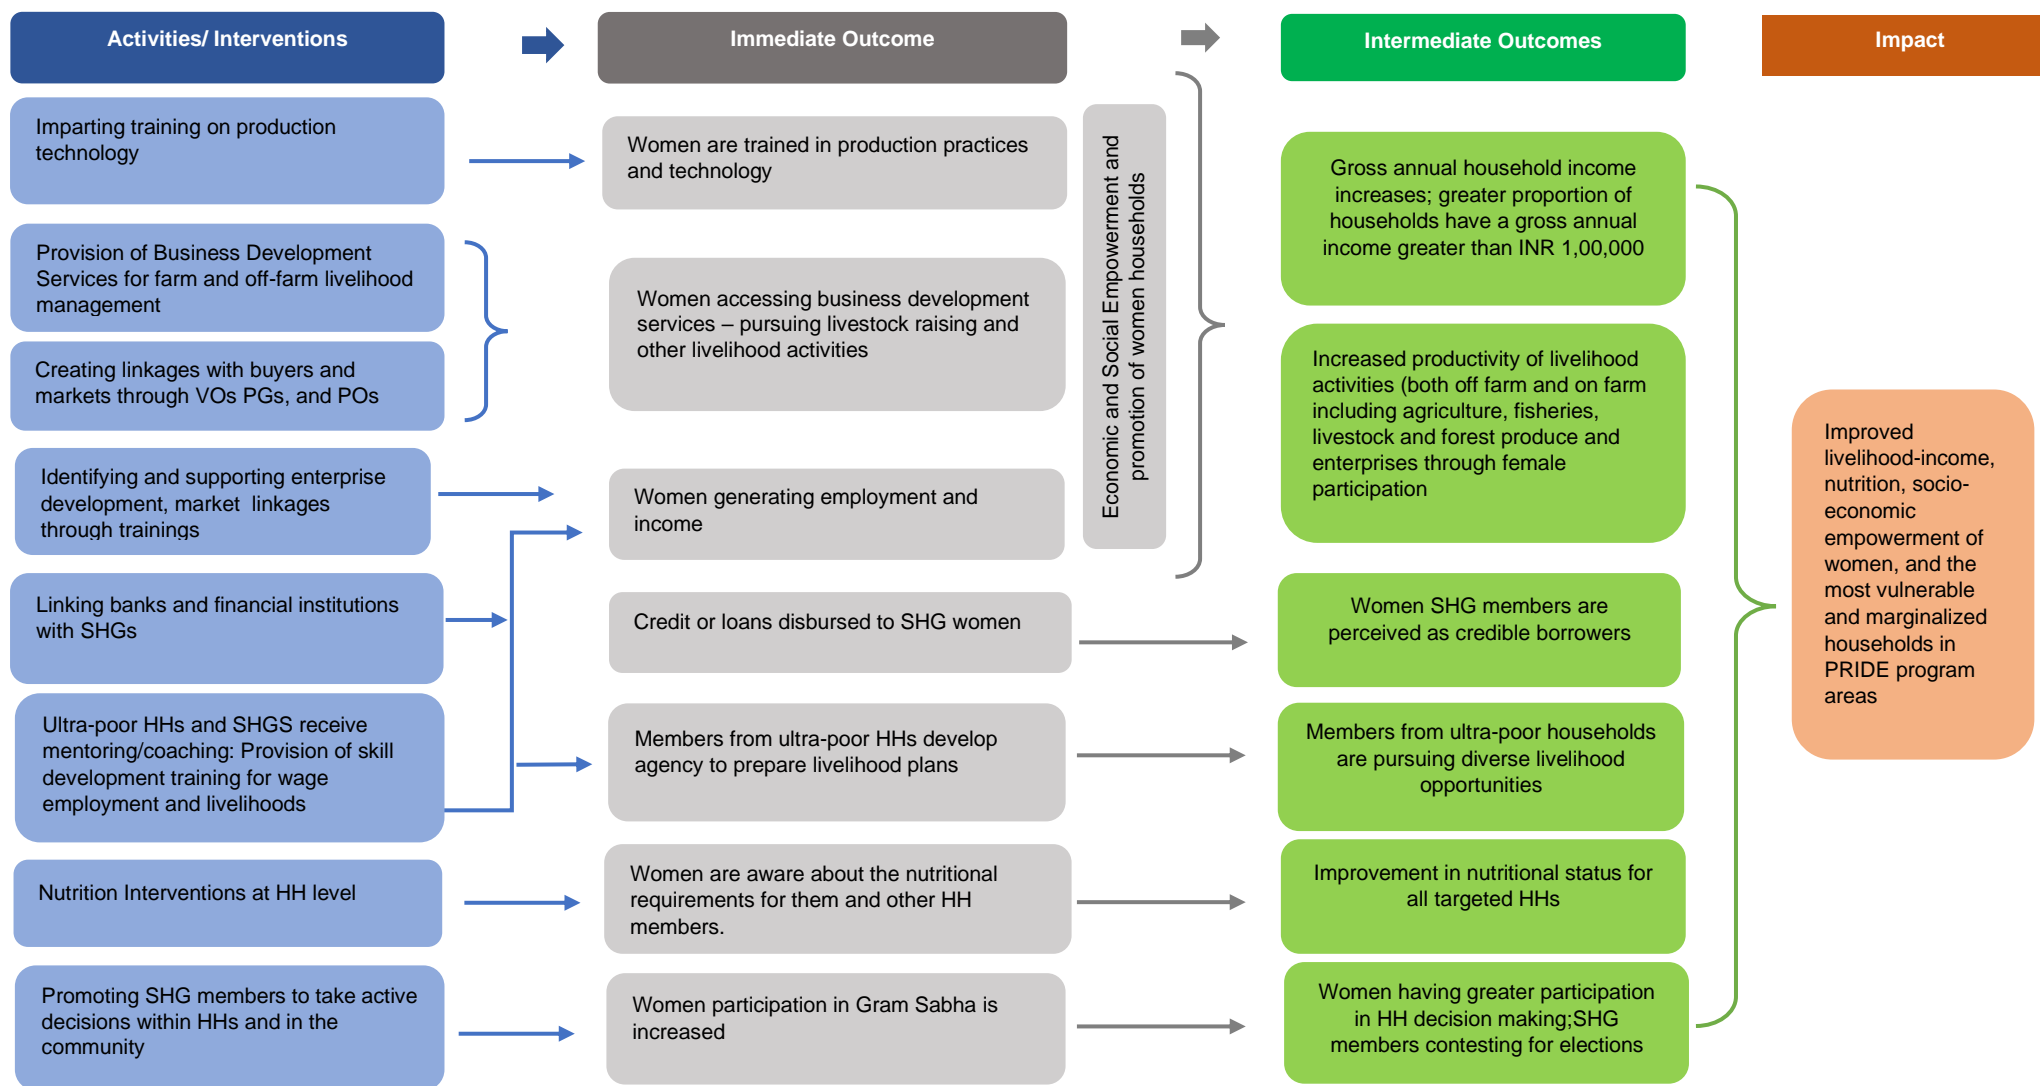 Activities/ Interventions
Immediate Outcome
Intermediate Outcomes
Impact
Imparting training on production
technology
Provision of Business Development
Services for farm and off-farm livelihood
management
Creating linkages with buyers and
markets through VOs PGs, and POs
Identifying and supporting enterprise
development, market  linkages
through trainings
Linking banks and financial institutions
with SHGs
Ultra-poor HHs and SHGS receive
mentoring/coaching: Provision of skill
development training for wage
employment and livelihoods
Nutrition Interventions at HH level
Promoting SHG members to take active
decisions within HHs and in the
community
Women are trained in production practices
and technology
Women accessing business development
services – pursuing livestock raising and
other livelihood activities
Women generating employment and
income
Credit or loans disbursed to SHG women
Members from ultra-poor HHs develop
agency to prepare livelihood plans
Women are aware about the nutritional
requirements for them and other HH
members.
Women participation in Gram Sabha is
increased
Economic and Social Empowerment and
promotion of women households
Gross annual household income
increases; greater proportion of
households have a gross annual
income greater than INR 1,00,000
Increased productivity of livelihood
activities (both off farm and on farm
including agriculture, fisheries,
livestock and forest produce and
enterprises through female
participation
Women SHG members are
perceived as credible borrowers
Members from ultra-poor households
are pursuing diverse livelihood
opportunities
Improvement in nutritional status for
all targeted HHs
Women having greater participation
in HH decision making;SHG
members contesting for elections
Improved
livelihood-income,
nutrition, socio-
economic
empowerment of
women, and the
most vulnerable
and marginalized
households in
PRIDE program
areas